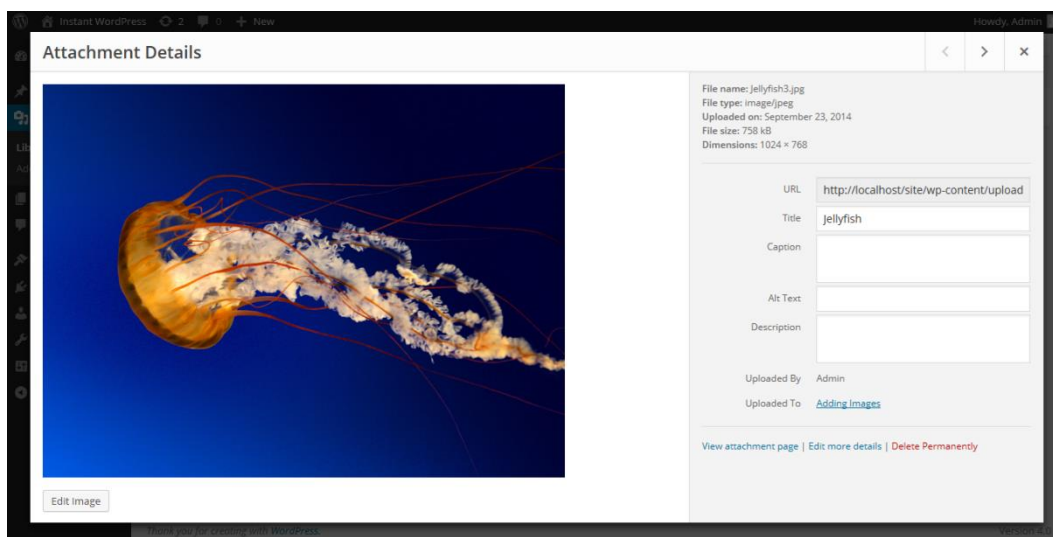 Instant WordPress 2 0 + New Howdy, Admin
Attachment Details
File name: Jellyfish3.jpg
File type: image/jpeg
Uploaded on: September 23, 2014
File size: 758 kB
Dimensions: 1024 × 768
URL http://localhost/site/wp-content/upload
Title Jellyfish
Caption
Alt Text
Description
Uploaded By Admin
Uploaded To Adding Images
View attachment page | Edit more details | Delete Permanently
Edit Image
Thank you for creating with WordPress.
Version 4.0